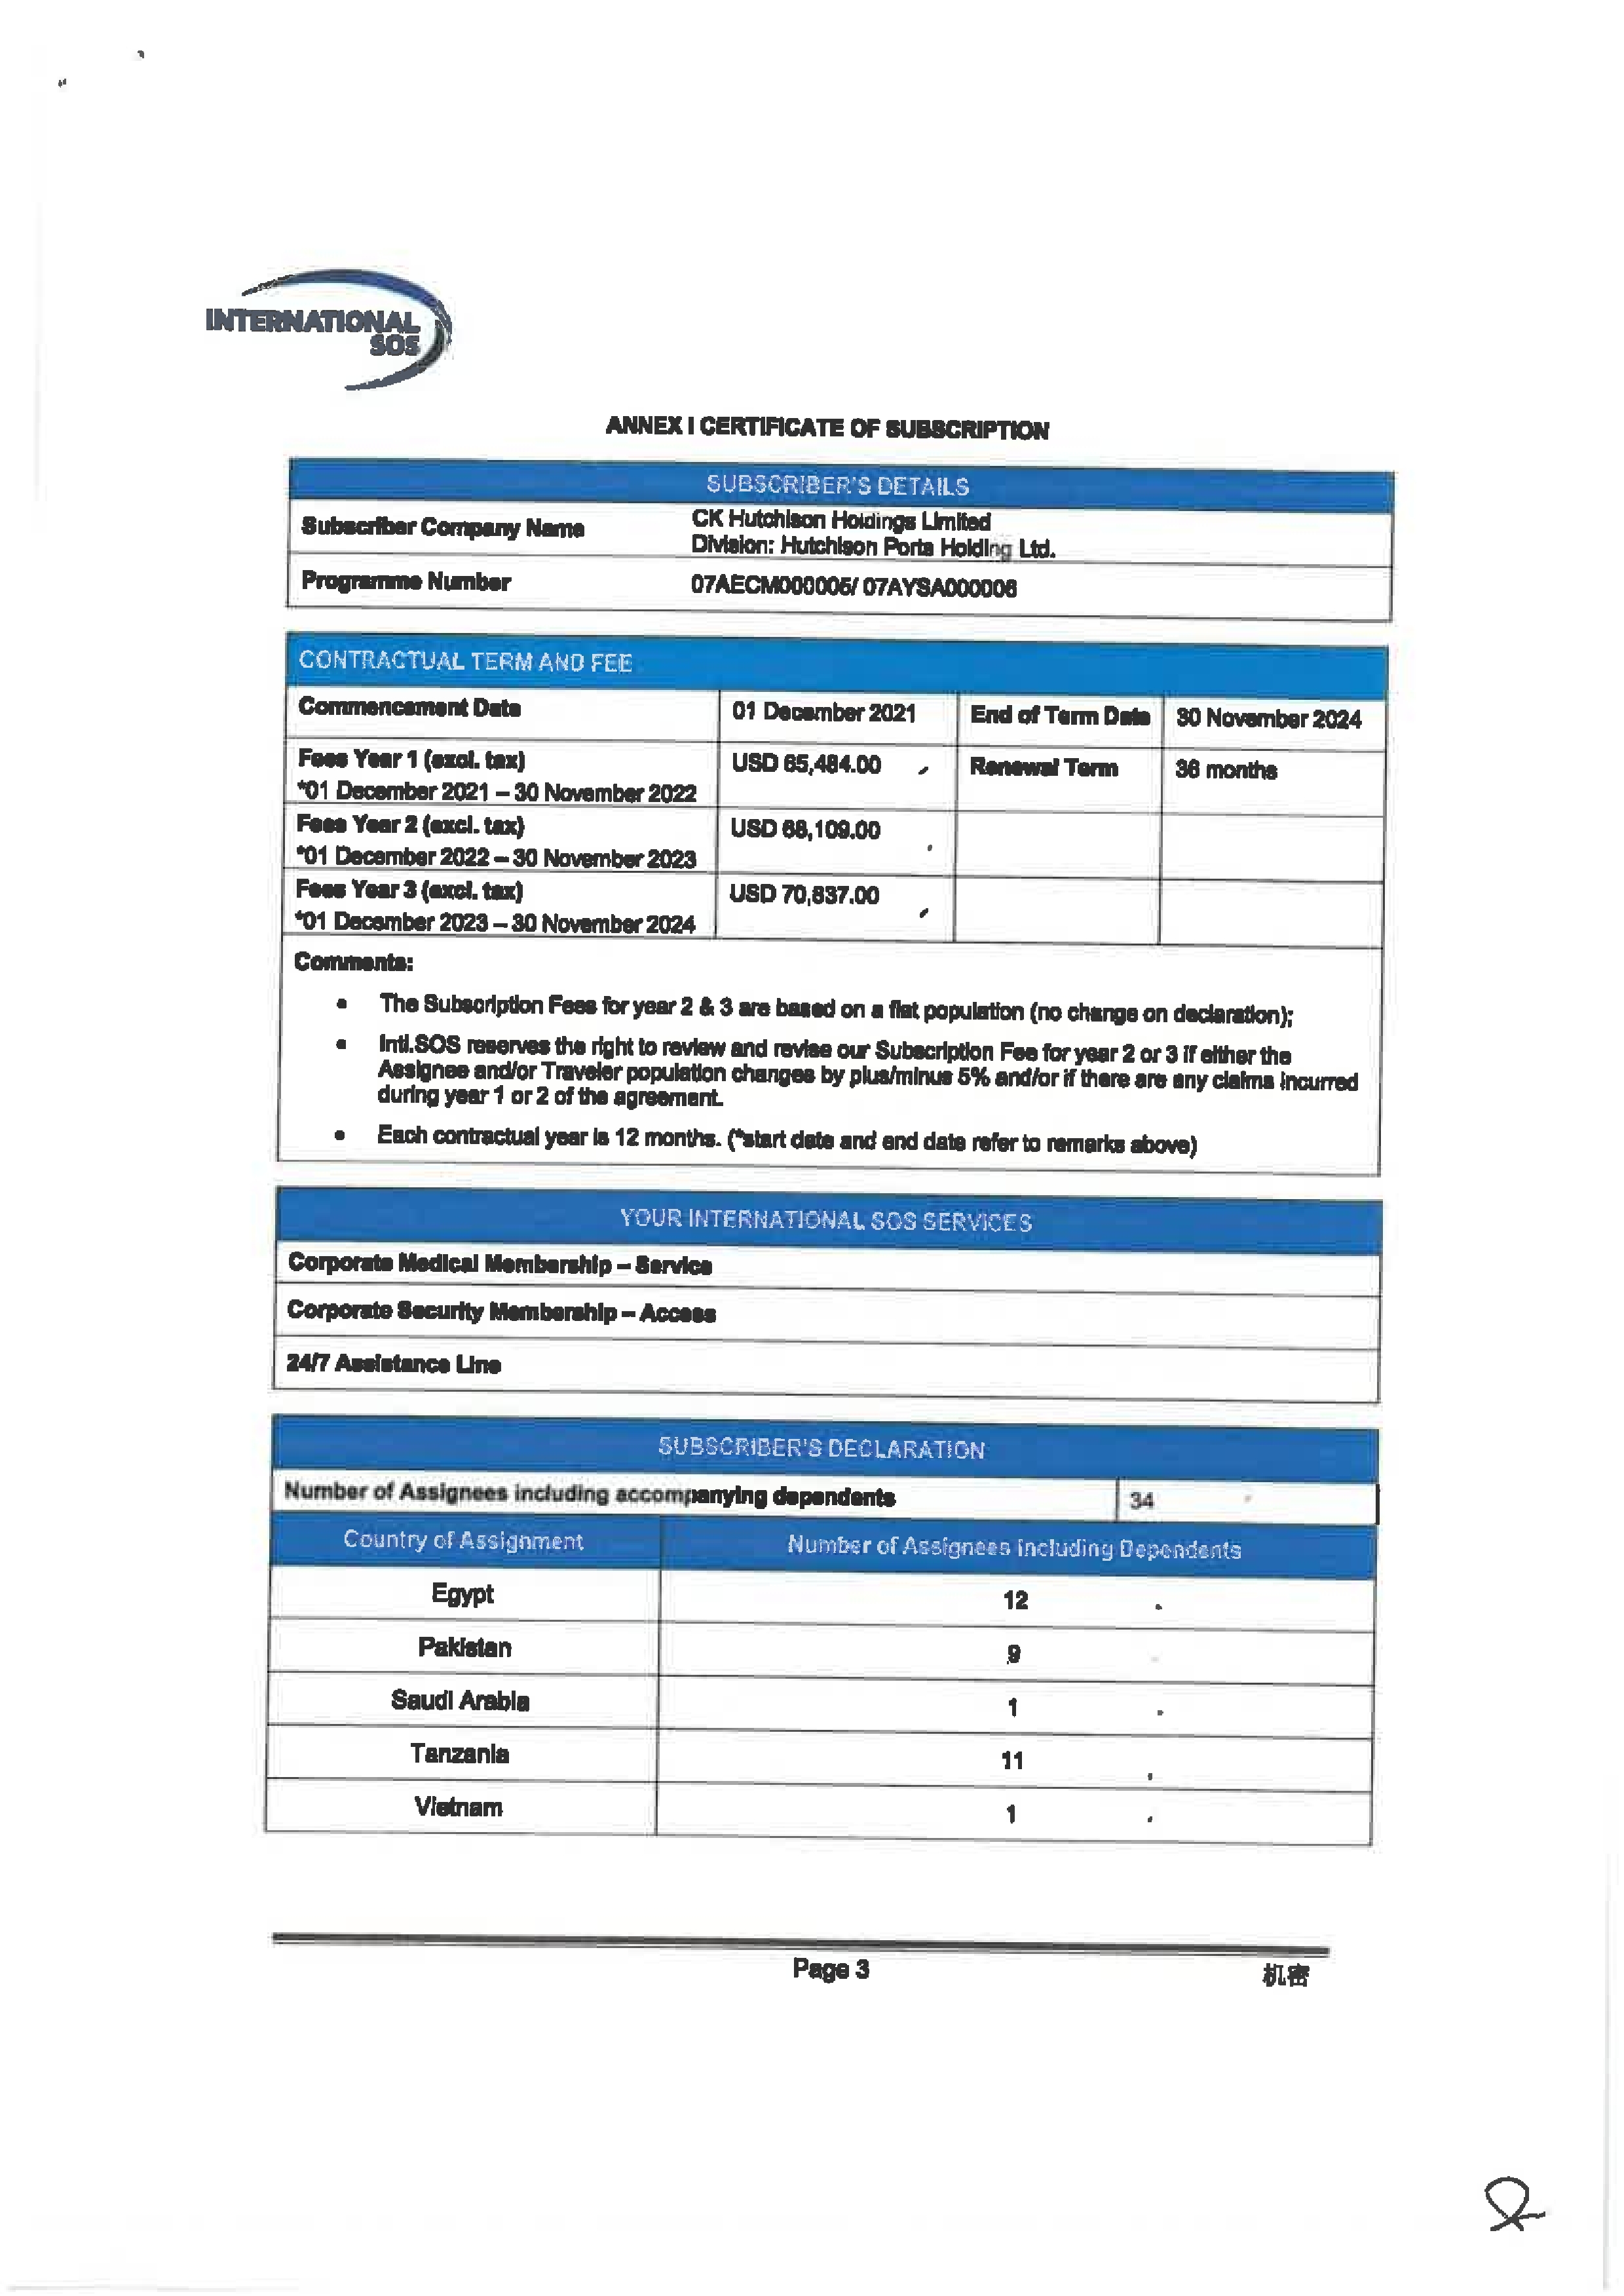 INTERNATIONAL
SOS
ANNEX I CERTIFICATE OF SUBSCRIPTION
SUBSCRIBER'S DETAILS
Subscriber Company Name
CK Hutchison Holdings Limited
Division: Hutchison Ports Holding Ltd.
Programme Number
07AECM000006/ 07AYSA000006
CONTRACTUAL TERM AND FEE
Commencement Date 01 December 2021 End of Term Date 30 November 2024
Fees Year 1 (excl. tax) USD 65,484.00 Renewal Term 36 months
*01 December 2021 – 30 November 2022
Fees Year 2 (excl. tax) USD 68,109.00
*01 December 2022 – 30 November 2023
Fees Year 3 (excl. tax) USD 70,837.00
*01 December 2023 – 30 November 2024
Comments:
• The Subscription Fees for year 2 & 3 are based on a flat population (no change on declaration);
• Intl.SOS reserves the right to review and revise our Subscription Fee for year 2 or 3 if either the
Assignee and/or Traveler population changes by plus/minus 5% and/or if there are any claims incurred
during year 1 or 2 of the agreement.
• Each contractual year is 12 months. (*start date and end date refer to remarks above)
YOUR INTERNATIONAL SOS SERVICES
Corporate Medical Membership – Service
Corporate Security Membership – Access
24/7 Assistance Line
SUBSCRIBER'S DECLARATION
Number of Assignees including accompanying dependents 34
Country of Assignment Number of Assignees Including Dependents
Egypt 12
Pakistan 9
Saudi Arabia 1
Tanzania 11
Vietnam 1
Page 3
机密